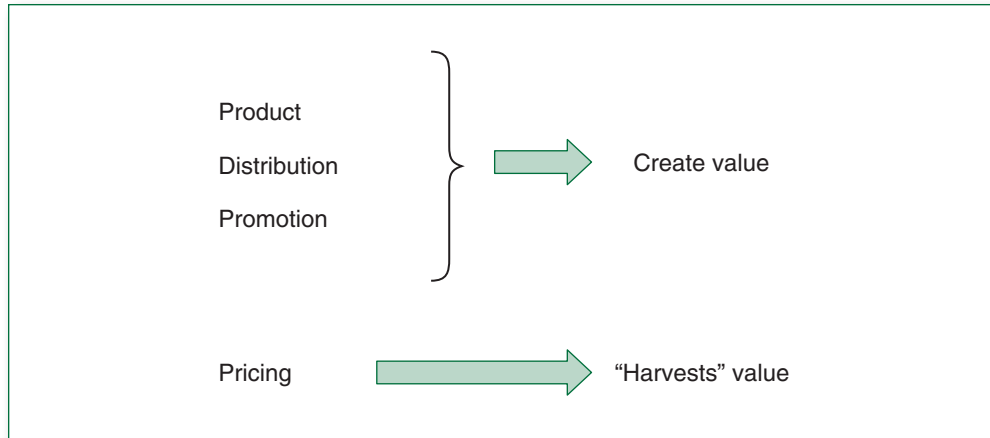 Product
Distribution
Promotion
Create value
Pricing
“Harvests” value